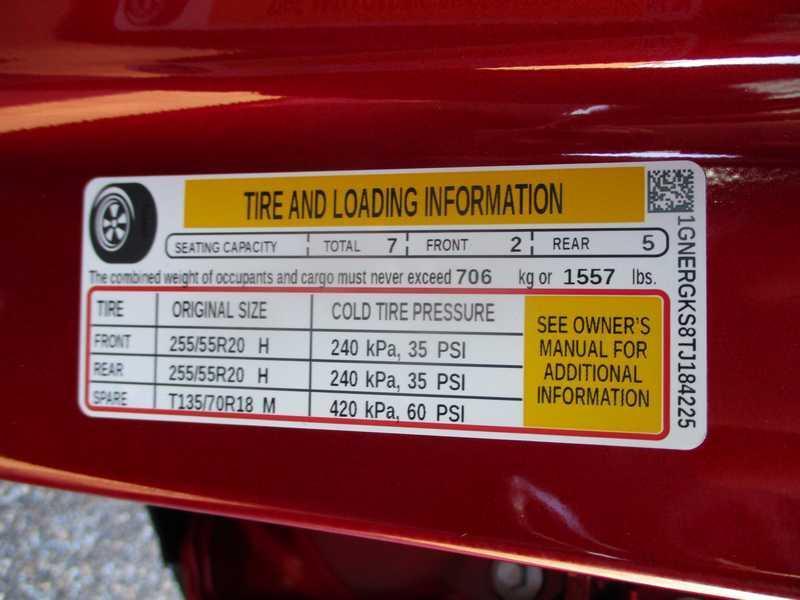 TIRE AND LOADING INFORMATION
SEATING CAPACITY TOTAL 7 FRONT 2 REAR 5
The combined weight of occupants and cargo must never exceed 706 kg or 1557 lbs.
TIRE ORIGINAL SIZE COLD TIRE PRESSURE
FRONT 255/55R20 H 240 kPa, 35 PSI
REAR 255/55R20 H 240 kPa, 35 PSI
SPARE T135/70R18 M 420 kPa, 60 PSI
SEE OWNER'S
MANUAL FOR
ADDITIONAL
INFORMATION
1GNERGKS8TJ184225